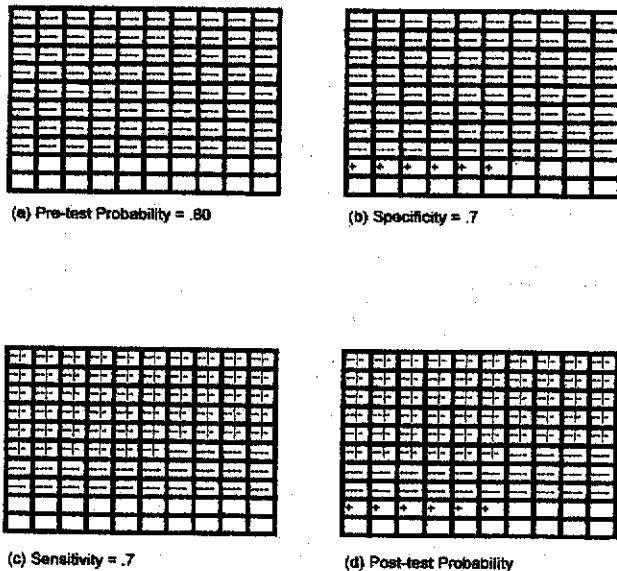 (a) Pre-test Probability = .80
+ + + + + +
(b) Specificity = .7
(c) Sensitivity = .7
+ + + + + +
(d) Post-test Probability